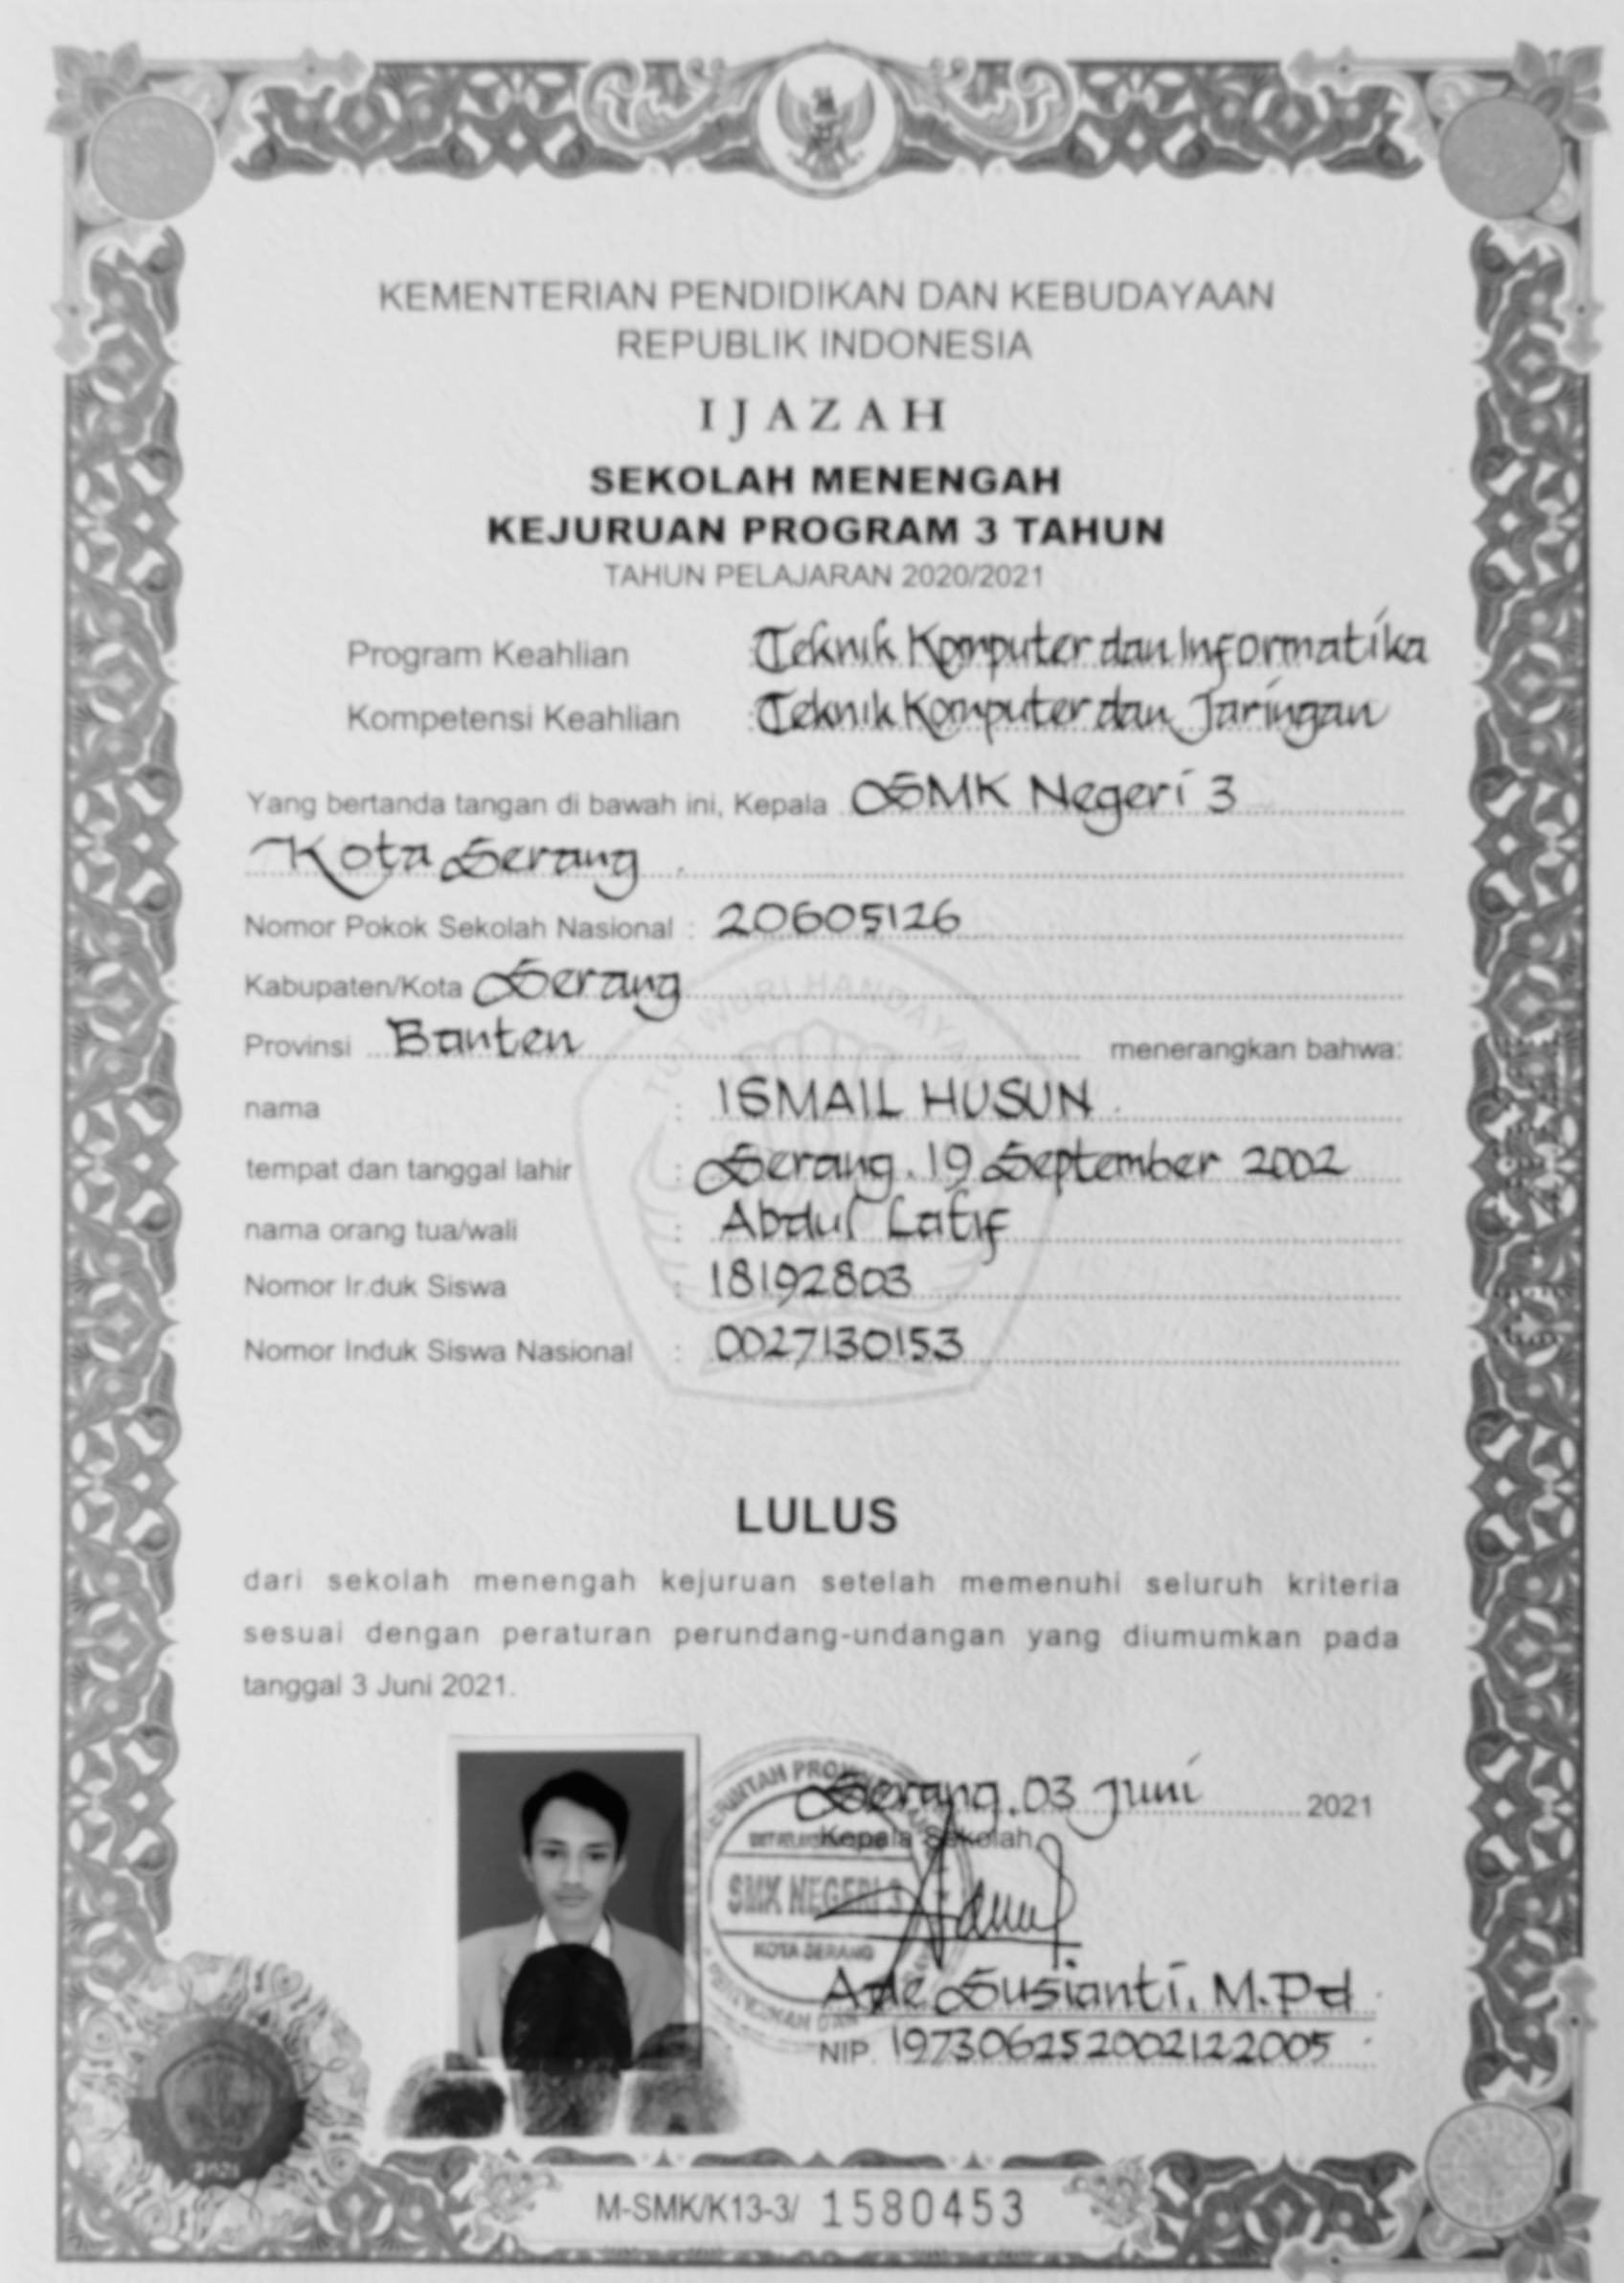 KEMENTERIAN PENDIDIKAN DAN KEBUDAYAAN
REPUBLIK INDONESIA
IJAZAH
SEKOLAH MENENGAH
KEJURUAN PROGRAM 3 TAHUN
TAHUN PELAJARAN 2020/2021
Program Keahlian : Teknik Komputer dan Informatika
Kompetensi Keahlian : Teknik Komputer dan Jaringan
Yang bertanda tangan di bawah ini, Kepala SMK Negeri 3
Kota Serang
Nomor Pokok Sekolah Nasional : 20605126
Kabupaten/Kota Serang
Provinsi Banten menerangkan bahwa:
nama : ISMAIL HUSUN
tempat dan tanggal lahir : Serang, 19 September 2002
nama orang tua/wali : Abdul Latif
Nomor Ir.duk Siswa : 18192803
Nomor Induk Siswa Nasional : 0027130153
TUT WURI HANDAYANI
LULUS
dari sekolah menengah kejuruan setelah memenuhi seluruh kriteria
sesuai dengan peraturan perundang-undangan yang diumumkan pada
tanggal 3 Juni 2021.
Serang, 03 Juni 2021
Kepala Sekolah,
SMK NEGERI 3
KOTA SERANG
Ade Susianti, M.Pd
NIP. 197306252002122005
2021
M-SMK/K13-3/ 1580453